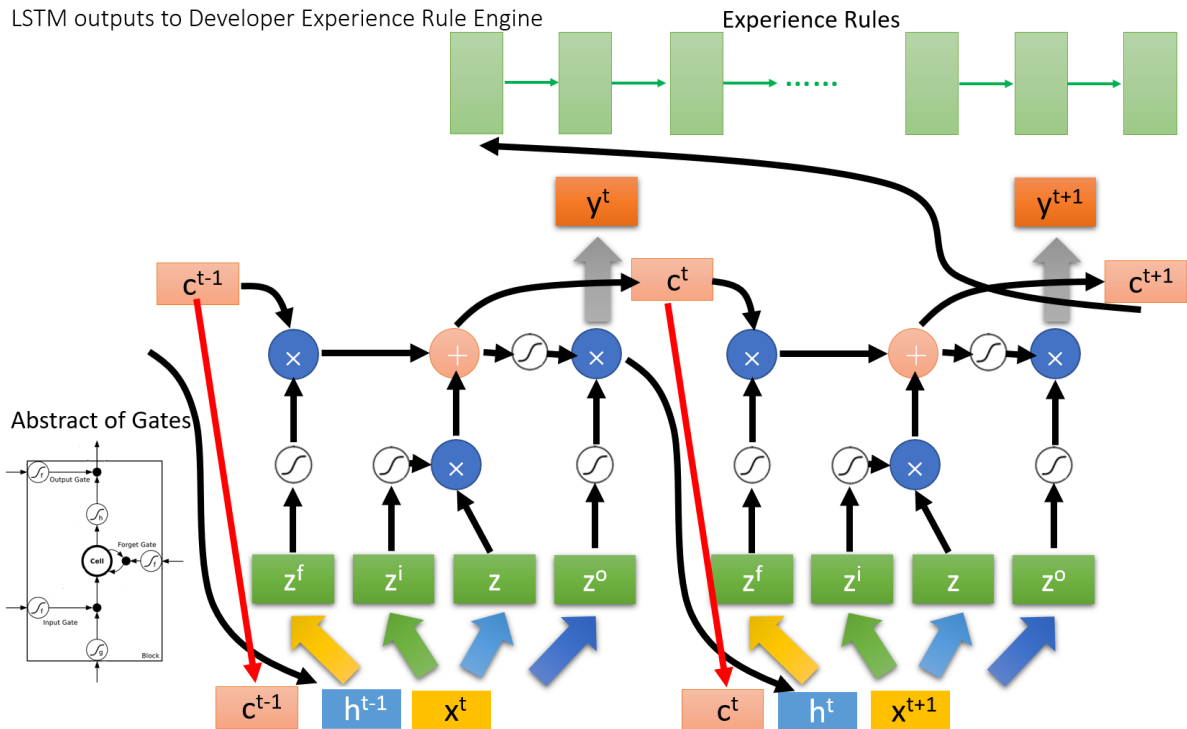 LSTM outputs to Developer Experience Rule Engine
Experience Rules
......
y^t
y^{t+1}
c^{t-1}
c^t
c^{t+1}
×
+
×
×
+
×
Abstract of Gates
×
×
f
Output Gate
h
Forget Gate
Cell
f
f
Input Gate
g
Block
z^f
z^i
z
z^o
z^f
z^i
z
z^o
c^{t-1}
h^{t-1}
x^t
c^t
h^t
x^{t+1}